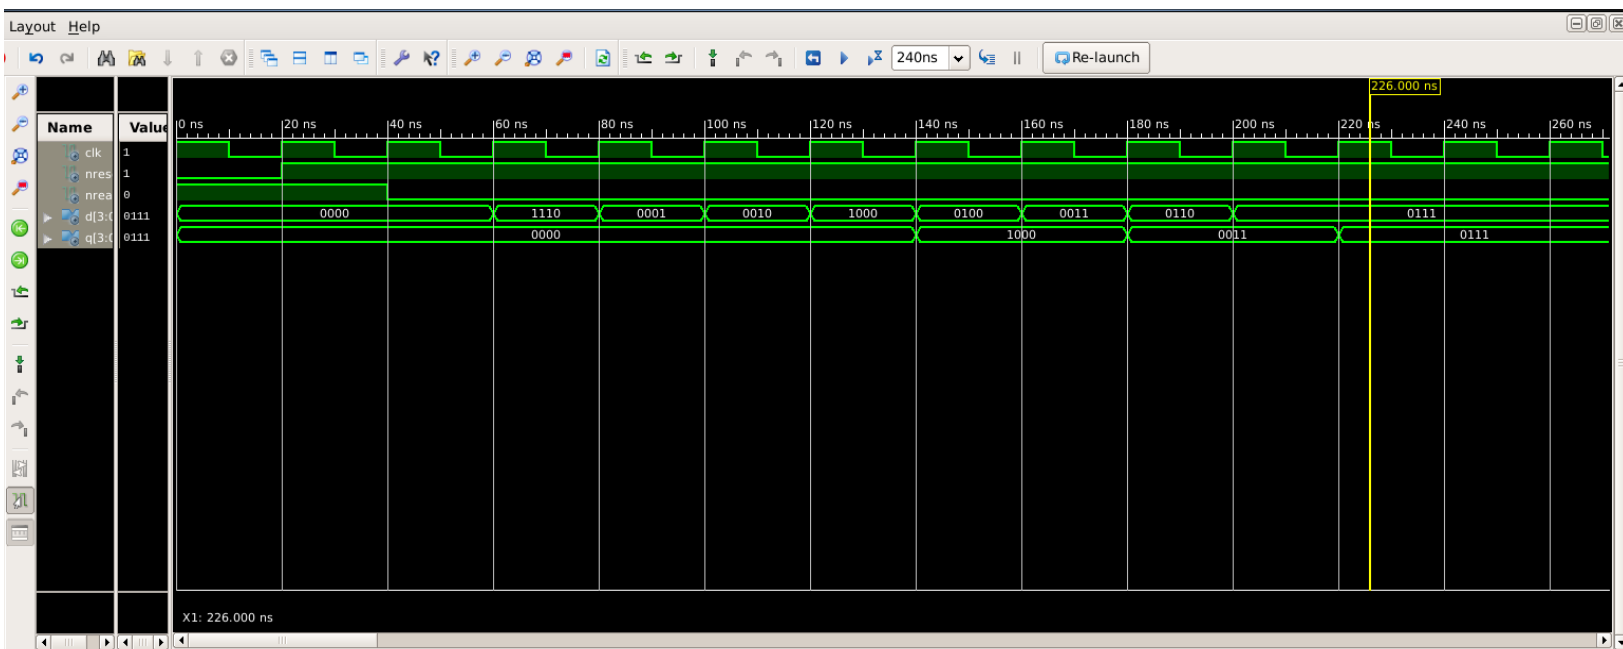 Layout Help
240ns Re-launch
226.000 ns
Name Value 0 ns 20 ns 40 ns 60 ns 80 ns 100 ns 120 ns 140 ns 160 ns 180 ns 200 ns 220 ns 240 ns 260 ns
clk 1
nres 1
nrea 0
d[3:0 0111 0000 1110 0001 0010 1000 0100 0011 0110 0111
q[3:0 0111 0000 1000 0011 0111
X1: 226.000 ns